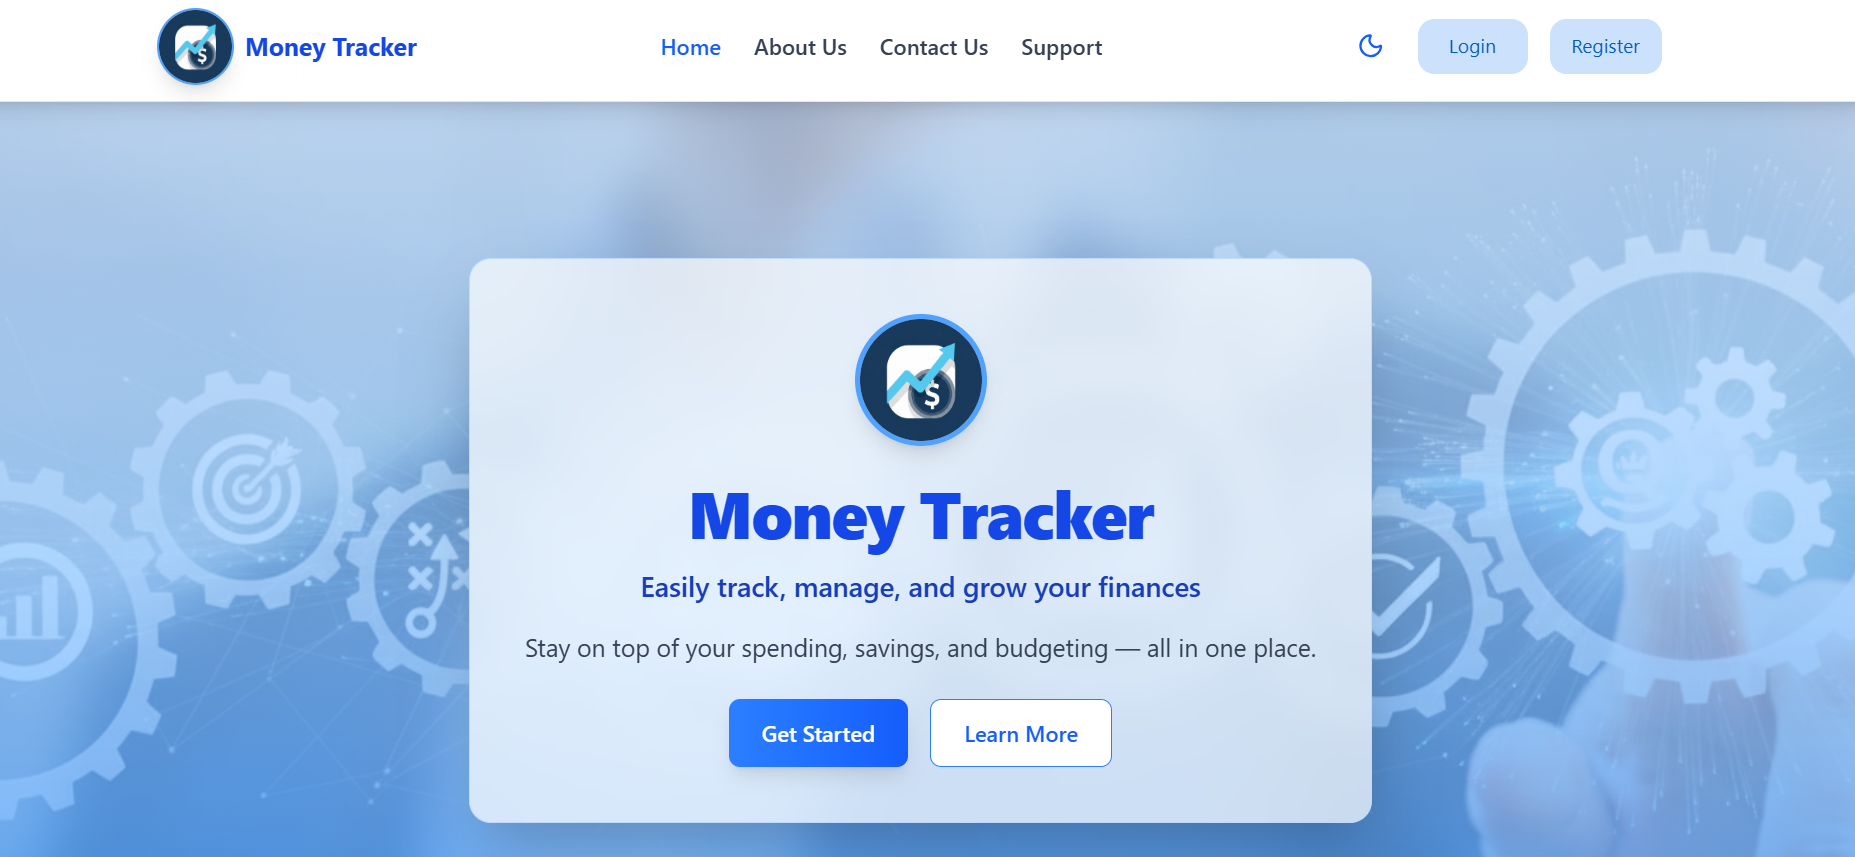 $
Money Tracker
Home
About Us
Contact Us
Support
Login
Register
$
Money Tracker
Easily track, manage, and grow your finances
Stay on top of your spending, savings, and budgeting — all in one place.
Get Started
Learn More